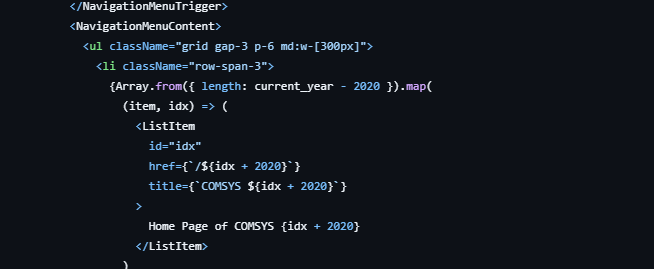 </NavigationMenuTrigger>
<NavigationMenuContent>
<ul className="grid gap-3 p-6 md:w-[300px]">
<li className="row-span-3">
{Array.from({ length: current_year - 2020 }).map(
(item, idx) => (
<ListItem
id="idx"
href={`/${idx + 2020}`}
title={`COMSYS ${idx + 2020}`}
>
Home Page of COMSYS {idx + 2020}
</ListItem>
)